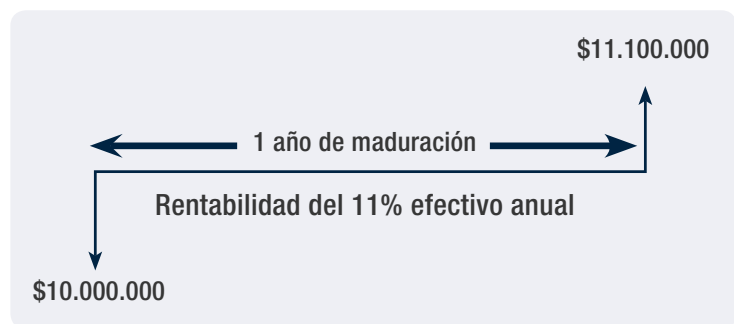 $11.100.000
1 año de maduración
Rentabilidad del 11% efectivo anual
$10.000.000